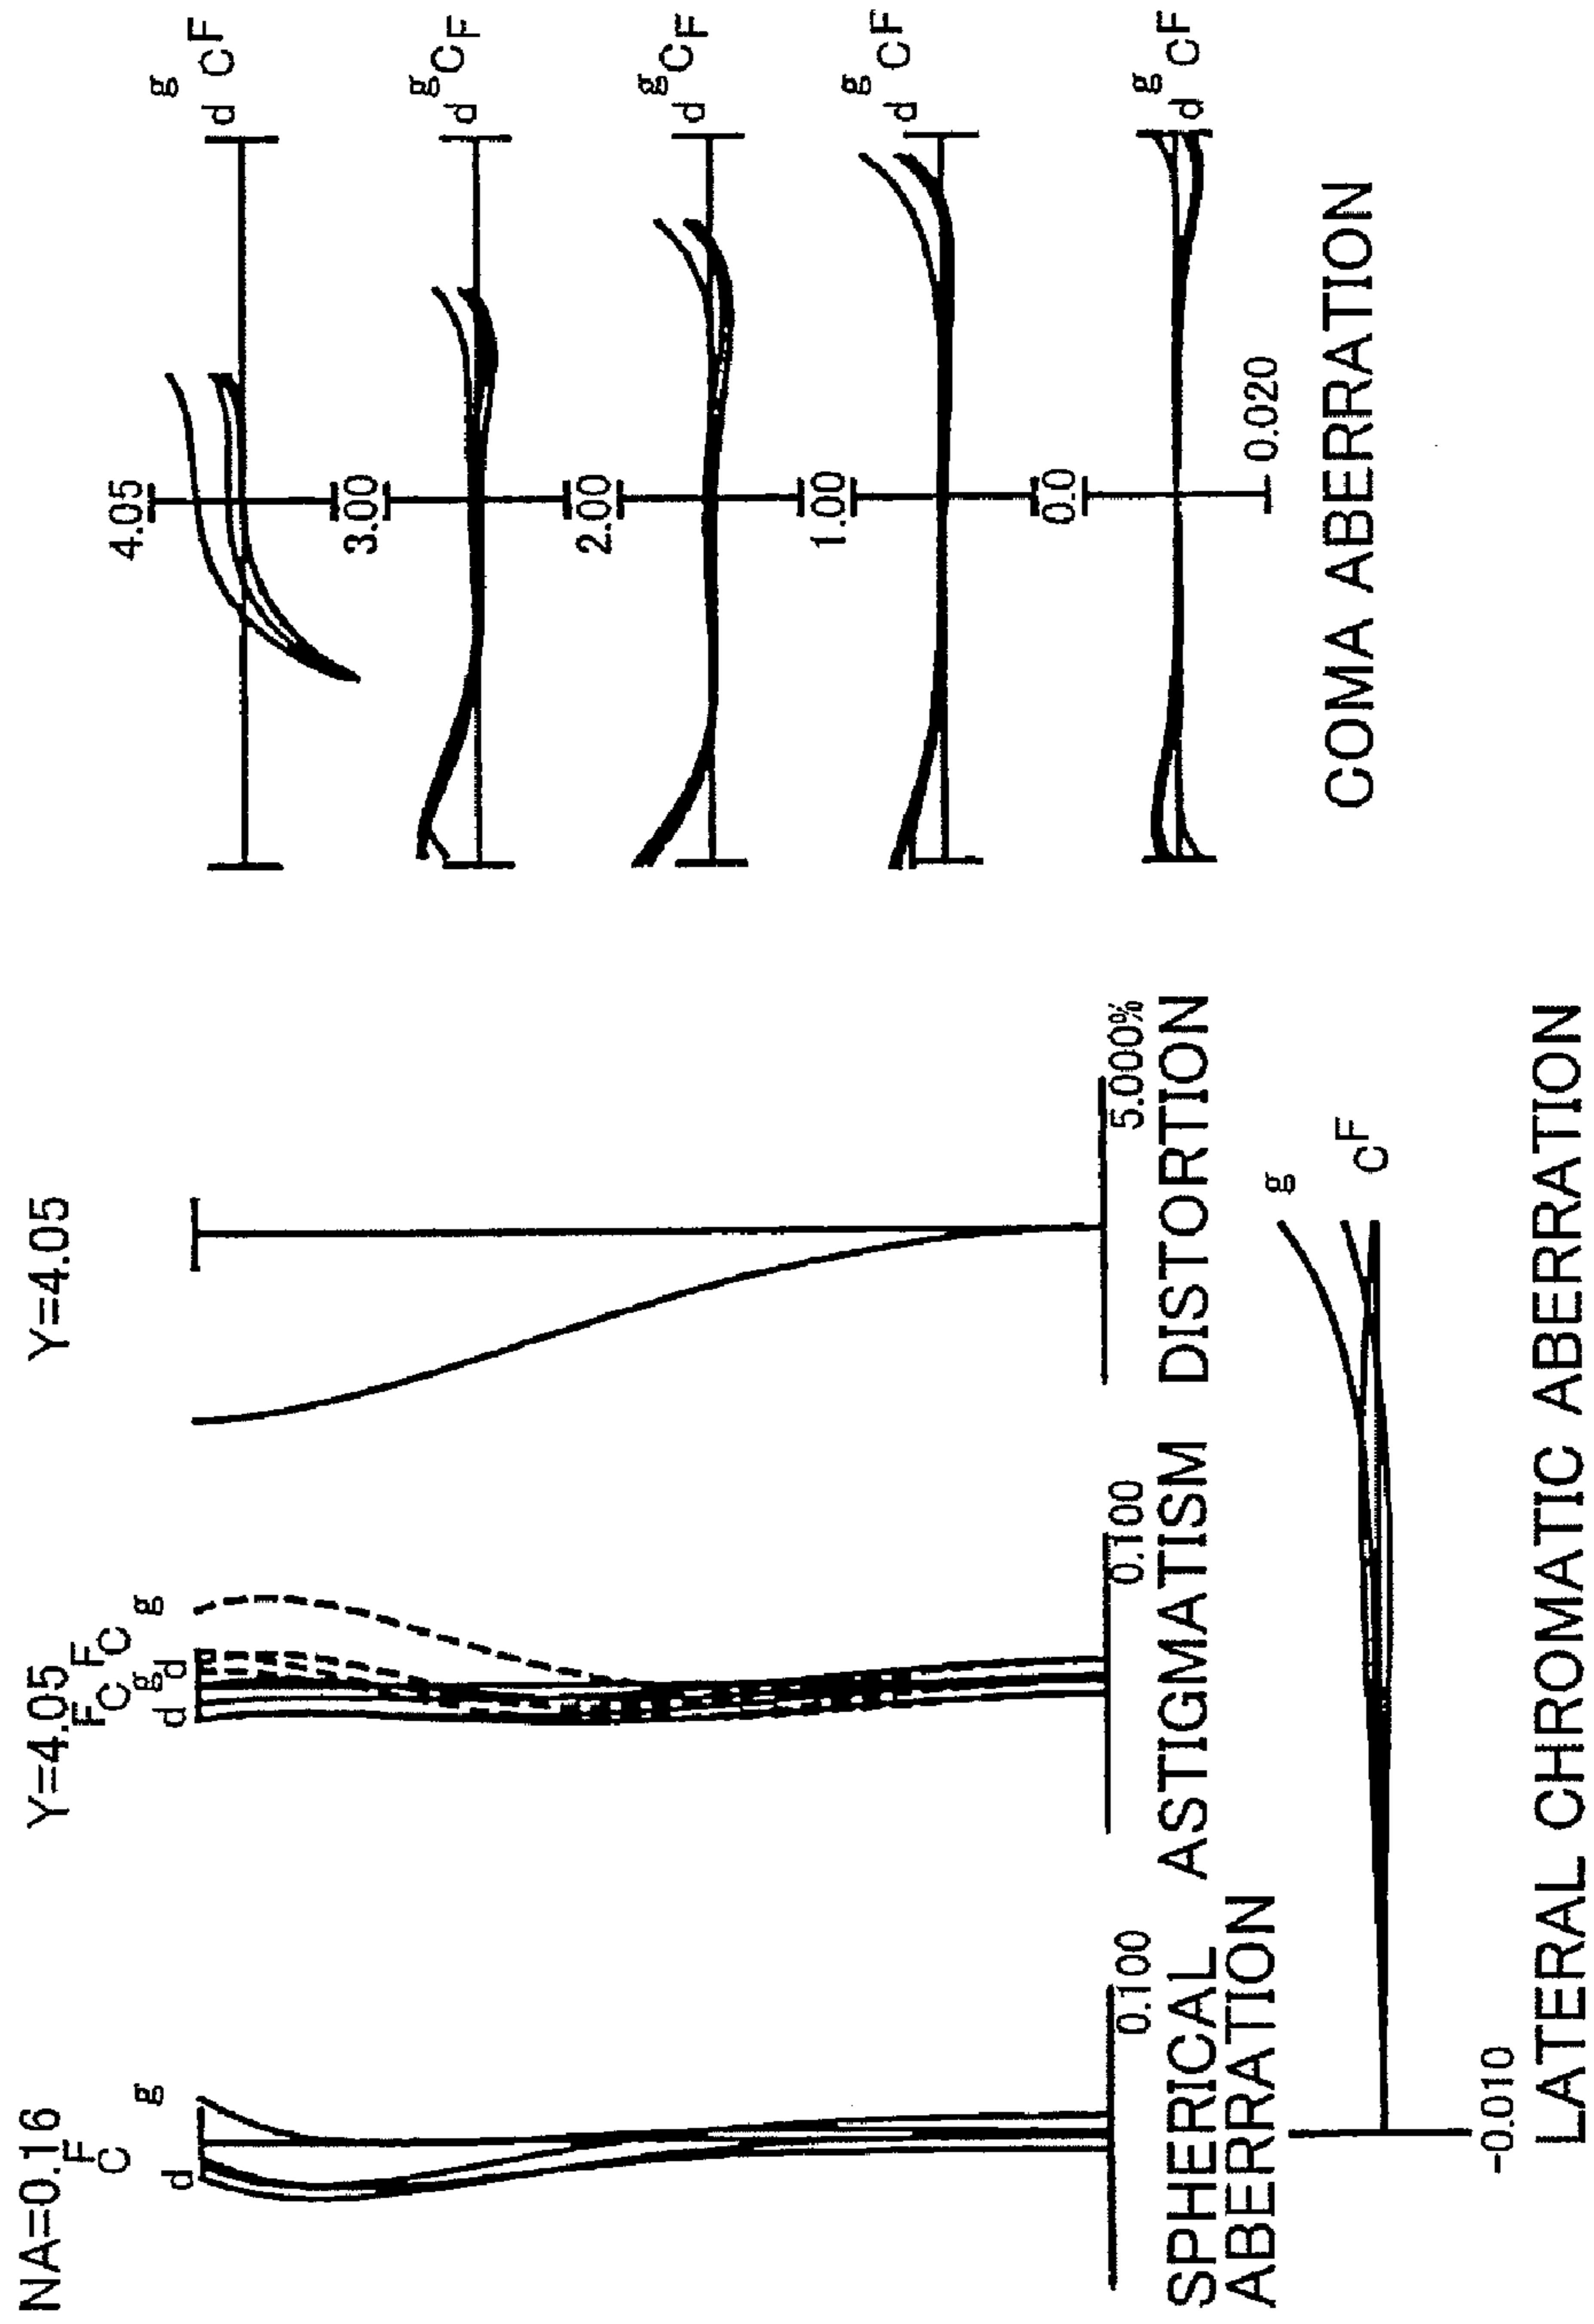 NA=0.16
F
C
d
g
0.100
SPHERICAL
ABERRATION
Y=4.05
F
C
d
g
F
C
d
g
0.100
ASTIGMATISM
Y=4.05
5.000%
DISTORTION
4.05
g
d
C
F
3.00
g
d
C
F
2.00
g
d
C
F
1.00
g
d
C
F
0.0
g
d
C
F
0.020
COMA ABERRATION
g
F
C
-0.010
LATERAL CHROMATIC ABERRATION